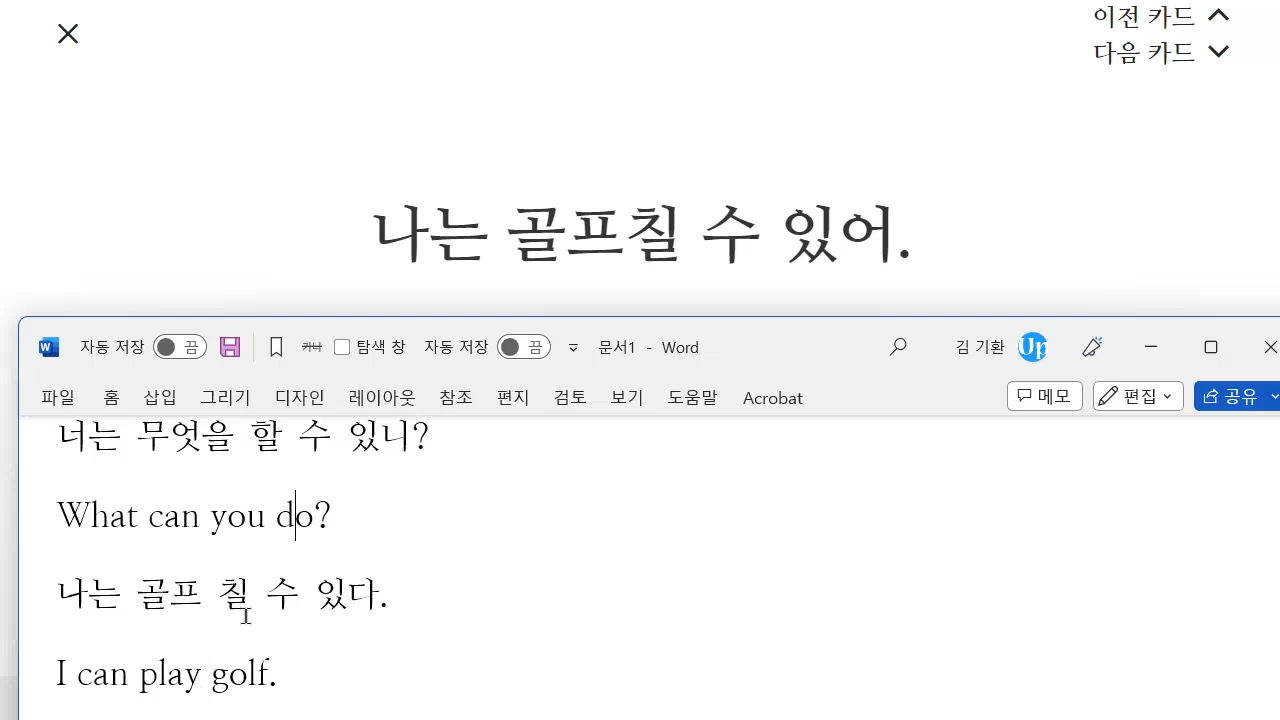 이전 카드
다음 카드
나는 골프칠 수 있어.
자동 저장 끔 가나 탐색 창 자동 저장 끔 문서1 - Word 김 기환 Up
파일 홈 삽입 그리기 디자인 레이아웃 참조 편지 검토 보기 도움말 Acrobat 메모 편집 공유
너는 무엇을 할 수 있니?
What can you do?
나는 골프 칠 수 있다.
I can play golf.